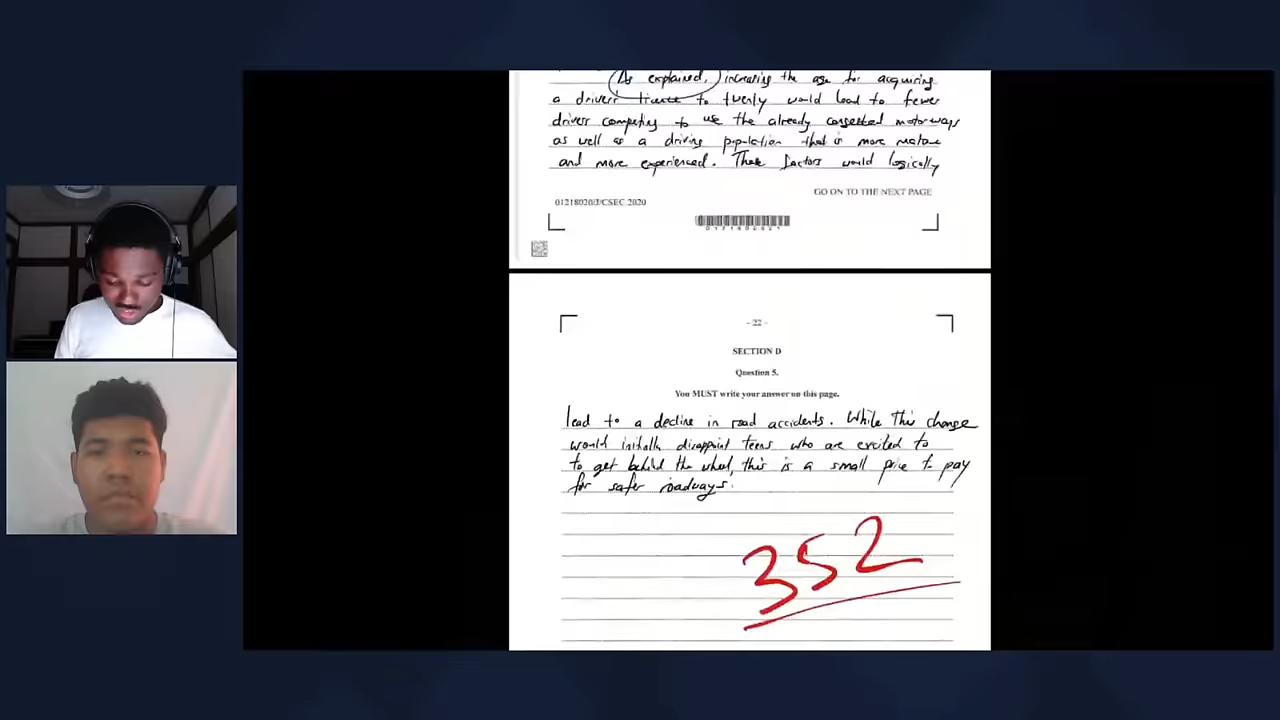 As explained, increasing the age for acquiring
a drivers' license to twenty would lead to fewer
drivers competing to use the already congested motorways
as well as a driving population that is more mature
and more experienced. These factors would logically
GO ON TO THE NEXT PAGE
01218020/J/CSEC 2020
- 22 -
SECTION D
Question 5.
You MUST write your answer on this page.
lead to a decline in road accidents. While this change
would initially disappoint teens who are excited to
to get behind the wheel, this is a small price to pay
for safer roadways.
352